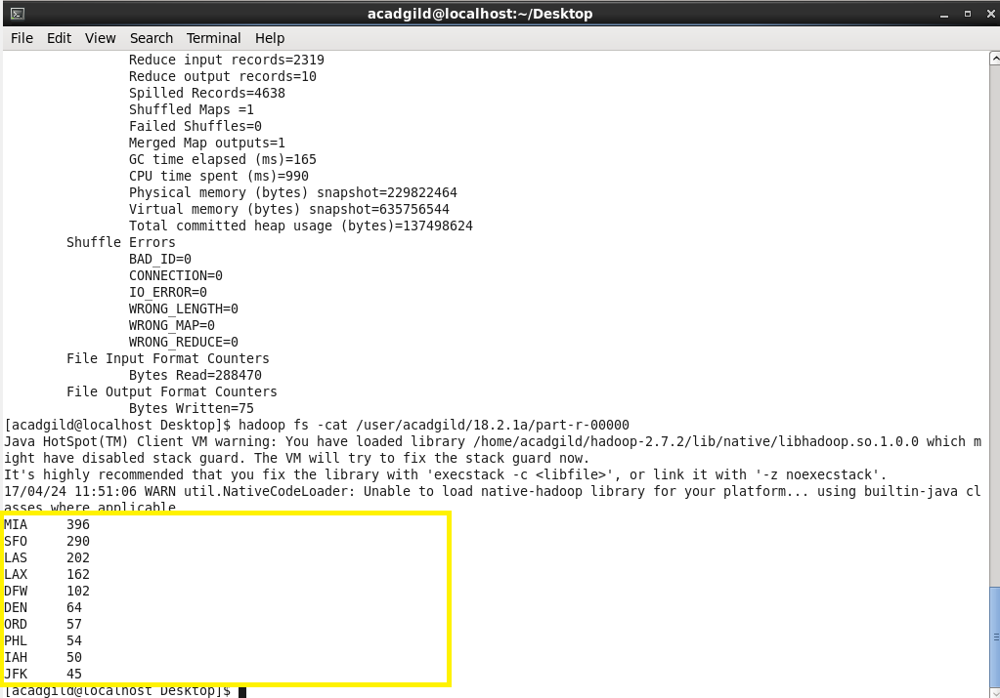 acadgild@localhost:~/Desktop
File Edit View Search Terminal Help
Reduce input records=2319
Reduce output records=10
Spilled Records=4638
Shuffled Maps =1
Failed Shuffles=0
Merged Map outputs=1
GC time elapsed (ms)=165
CPU time spent (ms)=990
Physical memory (bytes) snapshot=229822464
Virtual memory (bytes) snapshot=635756544
Total committed heap usage (bytes)=137498624
Shuffle Errors
BAD_ID=0
CONNECTION=0
IO_ERROR=0
WRONG_LENGTH=0
WRONG_MAP=0
WRONG_REDUCE=0
File Input Format Counters
Bytes Read=288470
File Output Format Counters
Bytes Written=75
[acadgild@localhost Desktop]$ hadoop fs -cat /user/acadgild/18.2.1a/part-r-00000
Java HotSpot(TM) Client VM warning: You have loaded library /home/acadgild/hadoop-2.7.2/lib/native/libhadoop.so.1.0.0 which m
ight have disabled stack guard. The VM will try to fix the stack guard now.
It's highly recommended that you fix the library with 'execstack -c <libfile>', or link it with '-z noexecstack'.
17/04/24 11:51:06 WARN util.NativeCodeLoader: Unable to load native-hadoop library for your platform... using builtin-java cl
asses where applicable
MIA 396
SFO 290
LAS 202
LAX 162
DFW 102
DEN 64
ORD 57
PHL 54
IAH 50
JFK 45
[acadgild@localhost Desktop]$